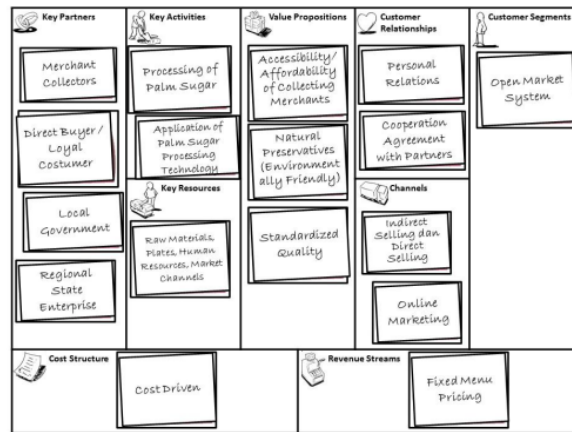 Key Partners
Merchant
Collectors
Direct Buyer /
Loyal
Costumer
Local
Government
Regional
State
Enterprise
Key Activities
Processing of
Palm Sugar
Application of
Palm Sugar
Processing
Technology
Key Resources
Raw Materials,
Plates, Human
Resources, Market
Channels
Value Propositions
Accessibility/
Affordability
of Collecting
Merchants
Natural
Preservatives
(Environment
ally Friendly)
Standardized
Quality
Customer
Relationships
Personal
Relations
Cooperation
Agreement
with Partners
Channels
Indirect
Selling dan
Direct
Selling
Online
Marketing
Customer Segments
Open Market
System
Cost Structure
Cost Driven
Revenue Streams
Fixed Menu
Pricing